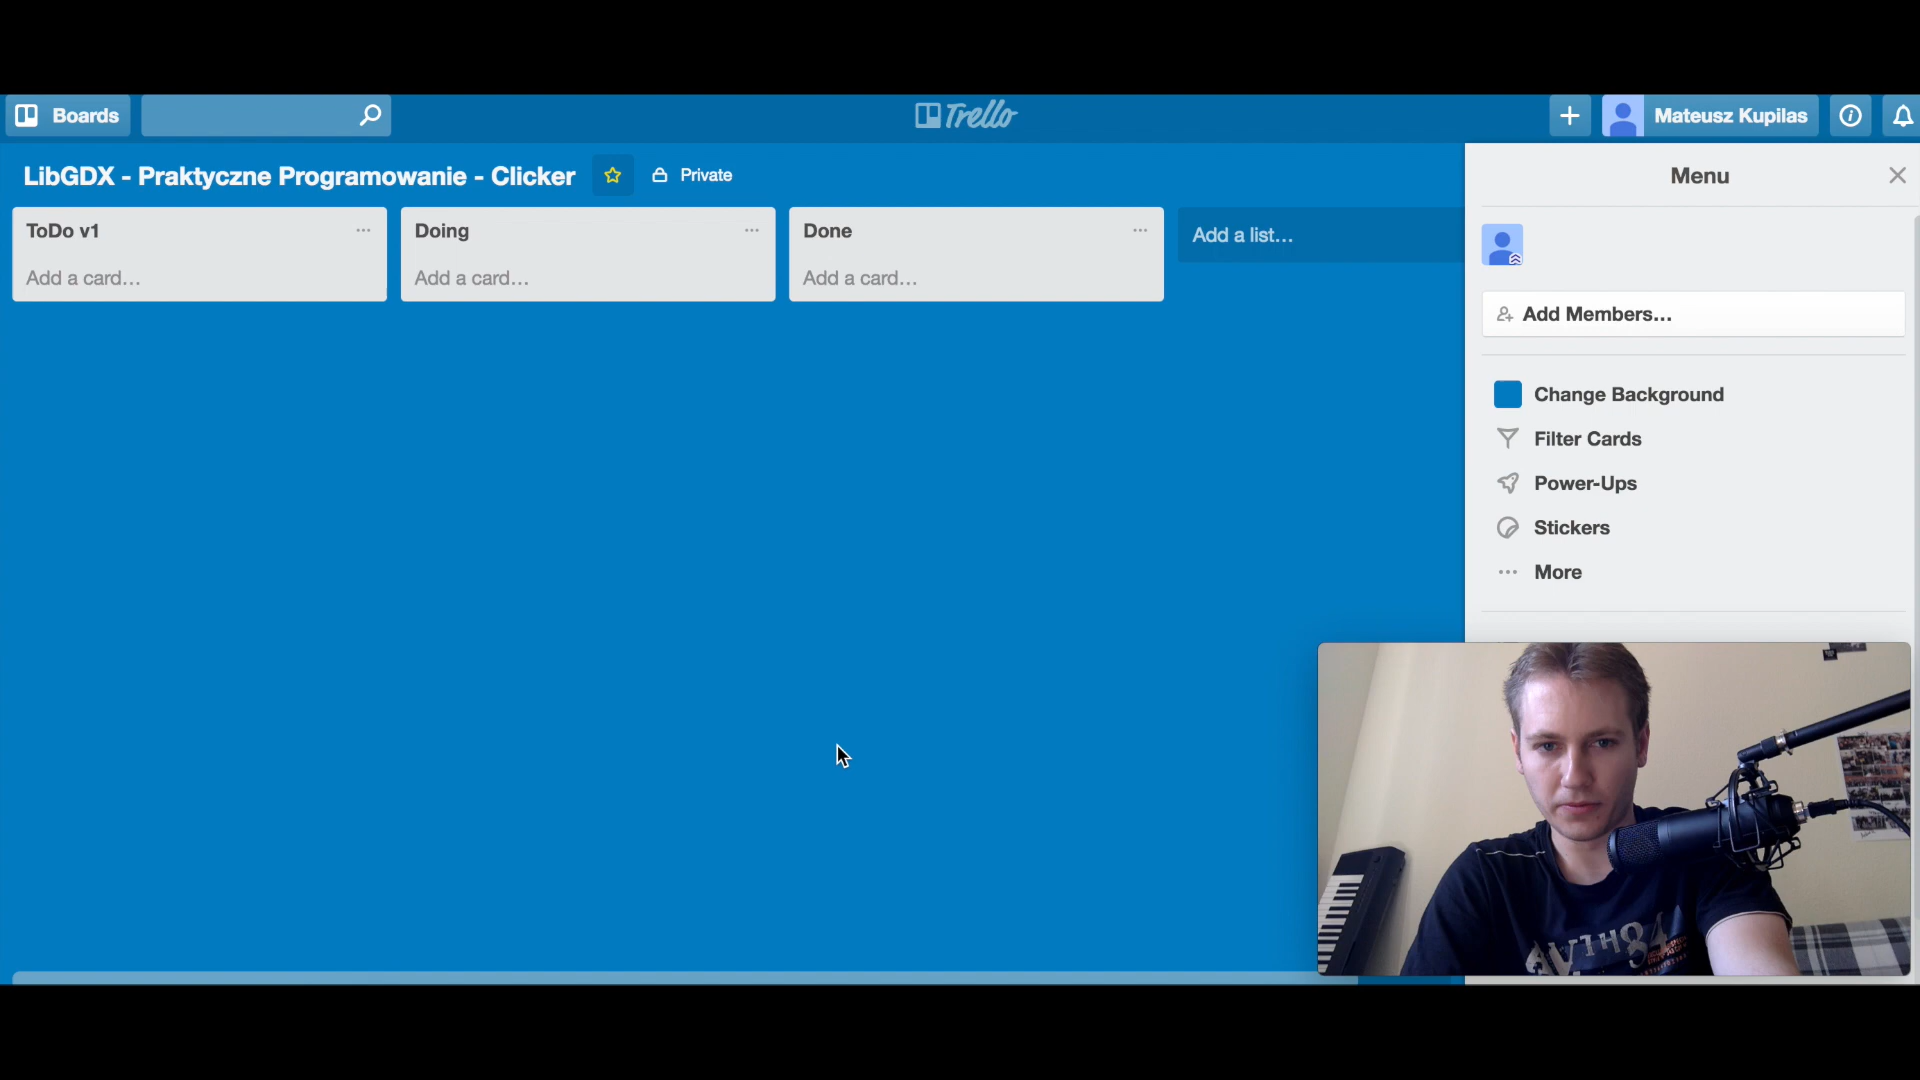 Boards
Trello
Mateusz Kupilas
LibGDX - Praktyczne Programowanie - Clicker
Private
Menu
ToDo v1
Doing
Done
Add a list…
Add a card…
Add a card…
Add a card…
Add Members…
Change Background
Filter Cards
Power-Ups
Stickers
More